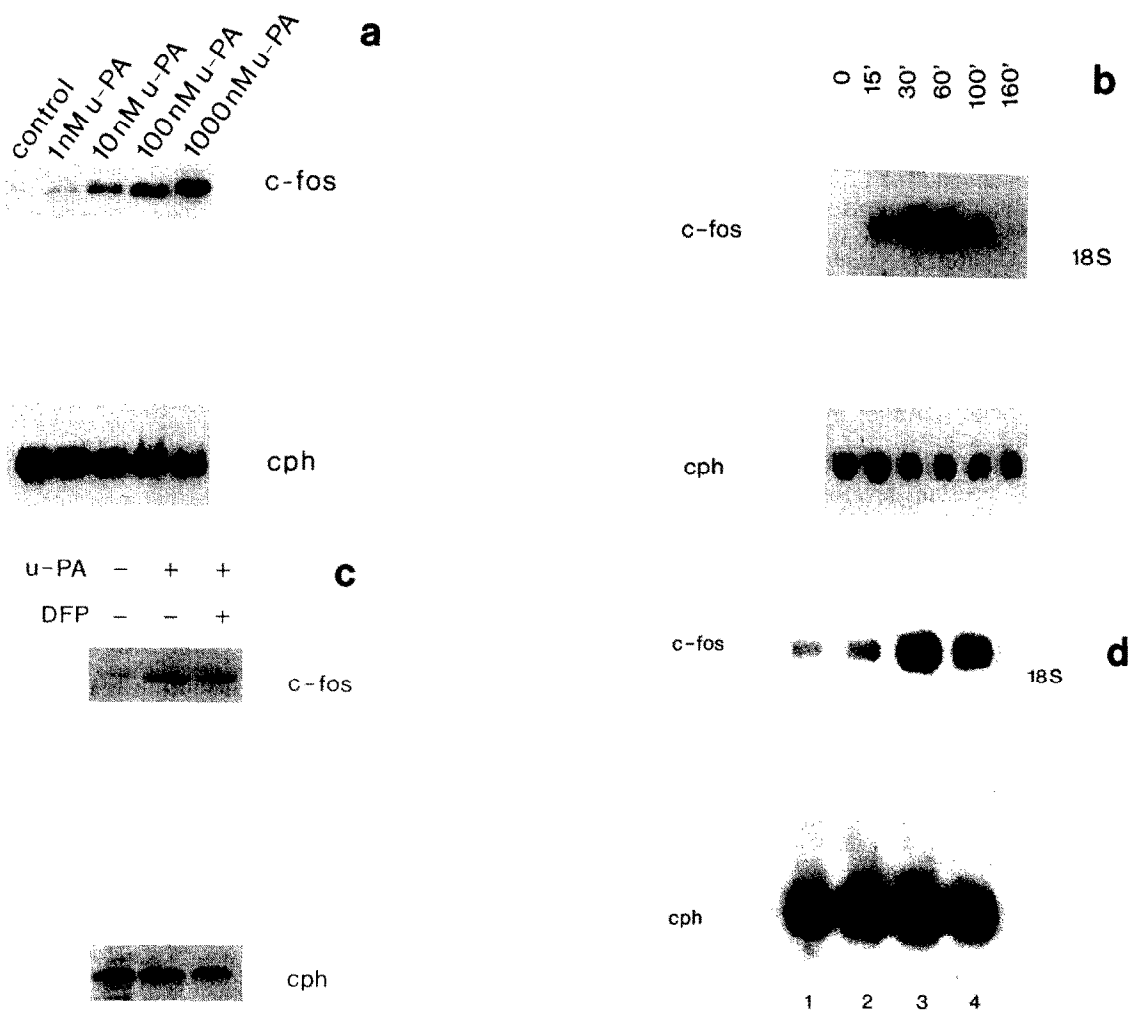 a
control
1nM u-PA
10nM u-PA
100nM u-PA
1000nM u-PA
c-fos
cph
b
0 15' 30' 60' 100' 160'
c-fos
18S
cph
c
u-PA - + +
DFP - - +
c-fos
cph
d
c-fos
18S
cph
1 2 3 4